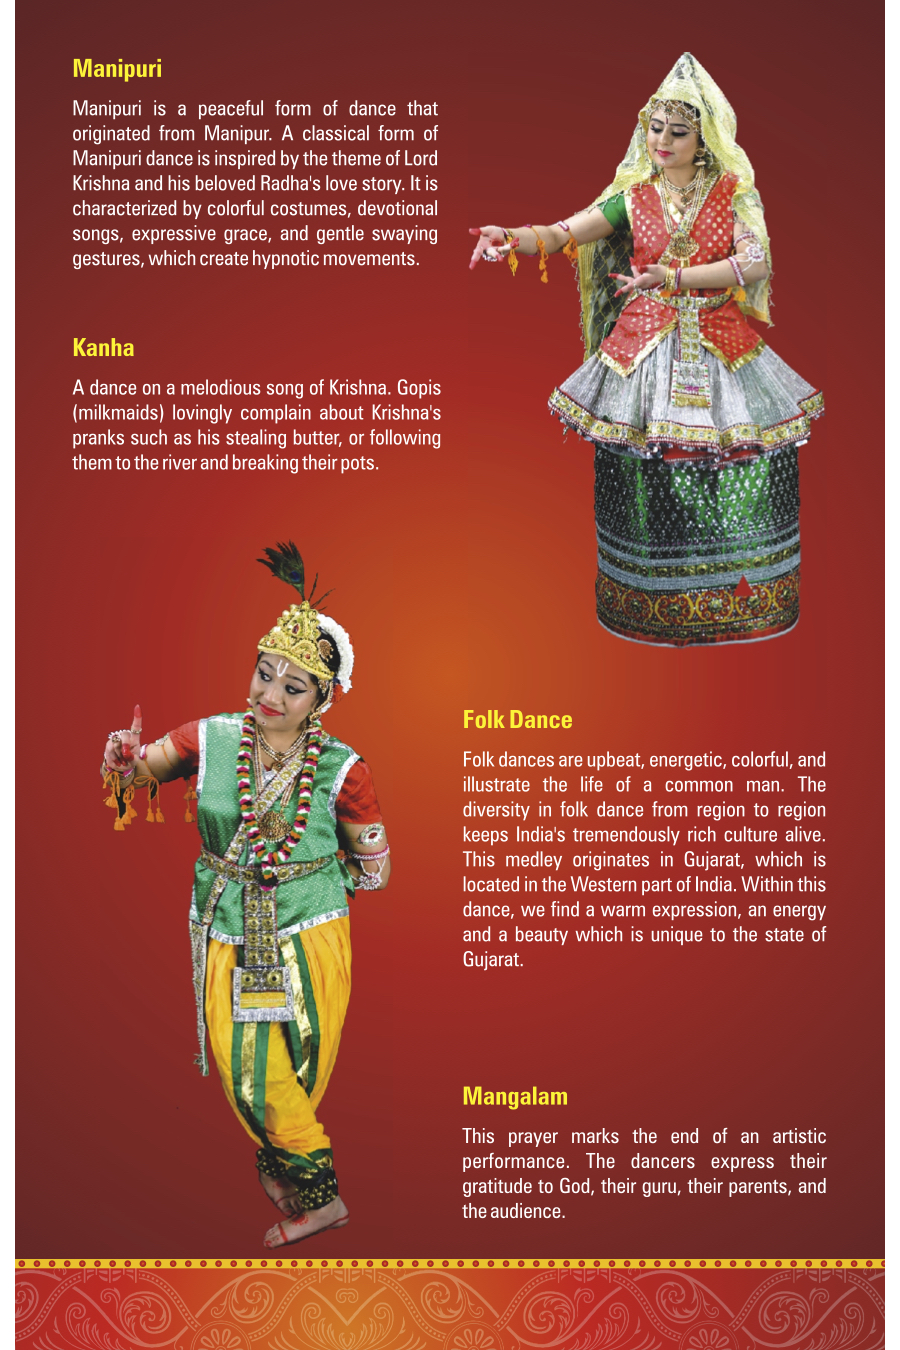 Manipuri
Manipuri is a peaceful form of dance that
originated from Manipur. A classical form of
Manipuri dance is inspired by the theme of Lord
Krishna and his beloved Radha's love story. It is
characterized by colorful costumes, devotional
songs, expressive grace, and gentle swaying
gestures, which create hypnotic movements.
Kanha
A dance on a melodious song of Krishna. Gopis
(milkmaids) lovingly complain about Krishna's
pranks such as his stealing butter, or following
them to the river and breaking their pots.
Folk Dance
Folk dances are upbeat, energetic, colorful, and
illustrate the life of a common man. The
diversity in folk dance from region to region
keeps India's tremendously rich culture alive.
This medley originates in Gujarat, which is
located in the Western part of India. Within this
dance, we find a warm expression, an energy
and a beauty which is unique to the state of
Gujarat.
Mangalam
This prayer marks the end of an artistic
performance. The dancers express their
gratitude to God, their guru, their parents, and
the audience.